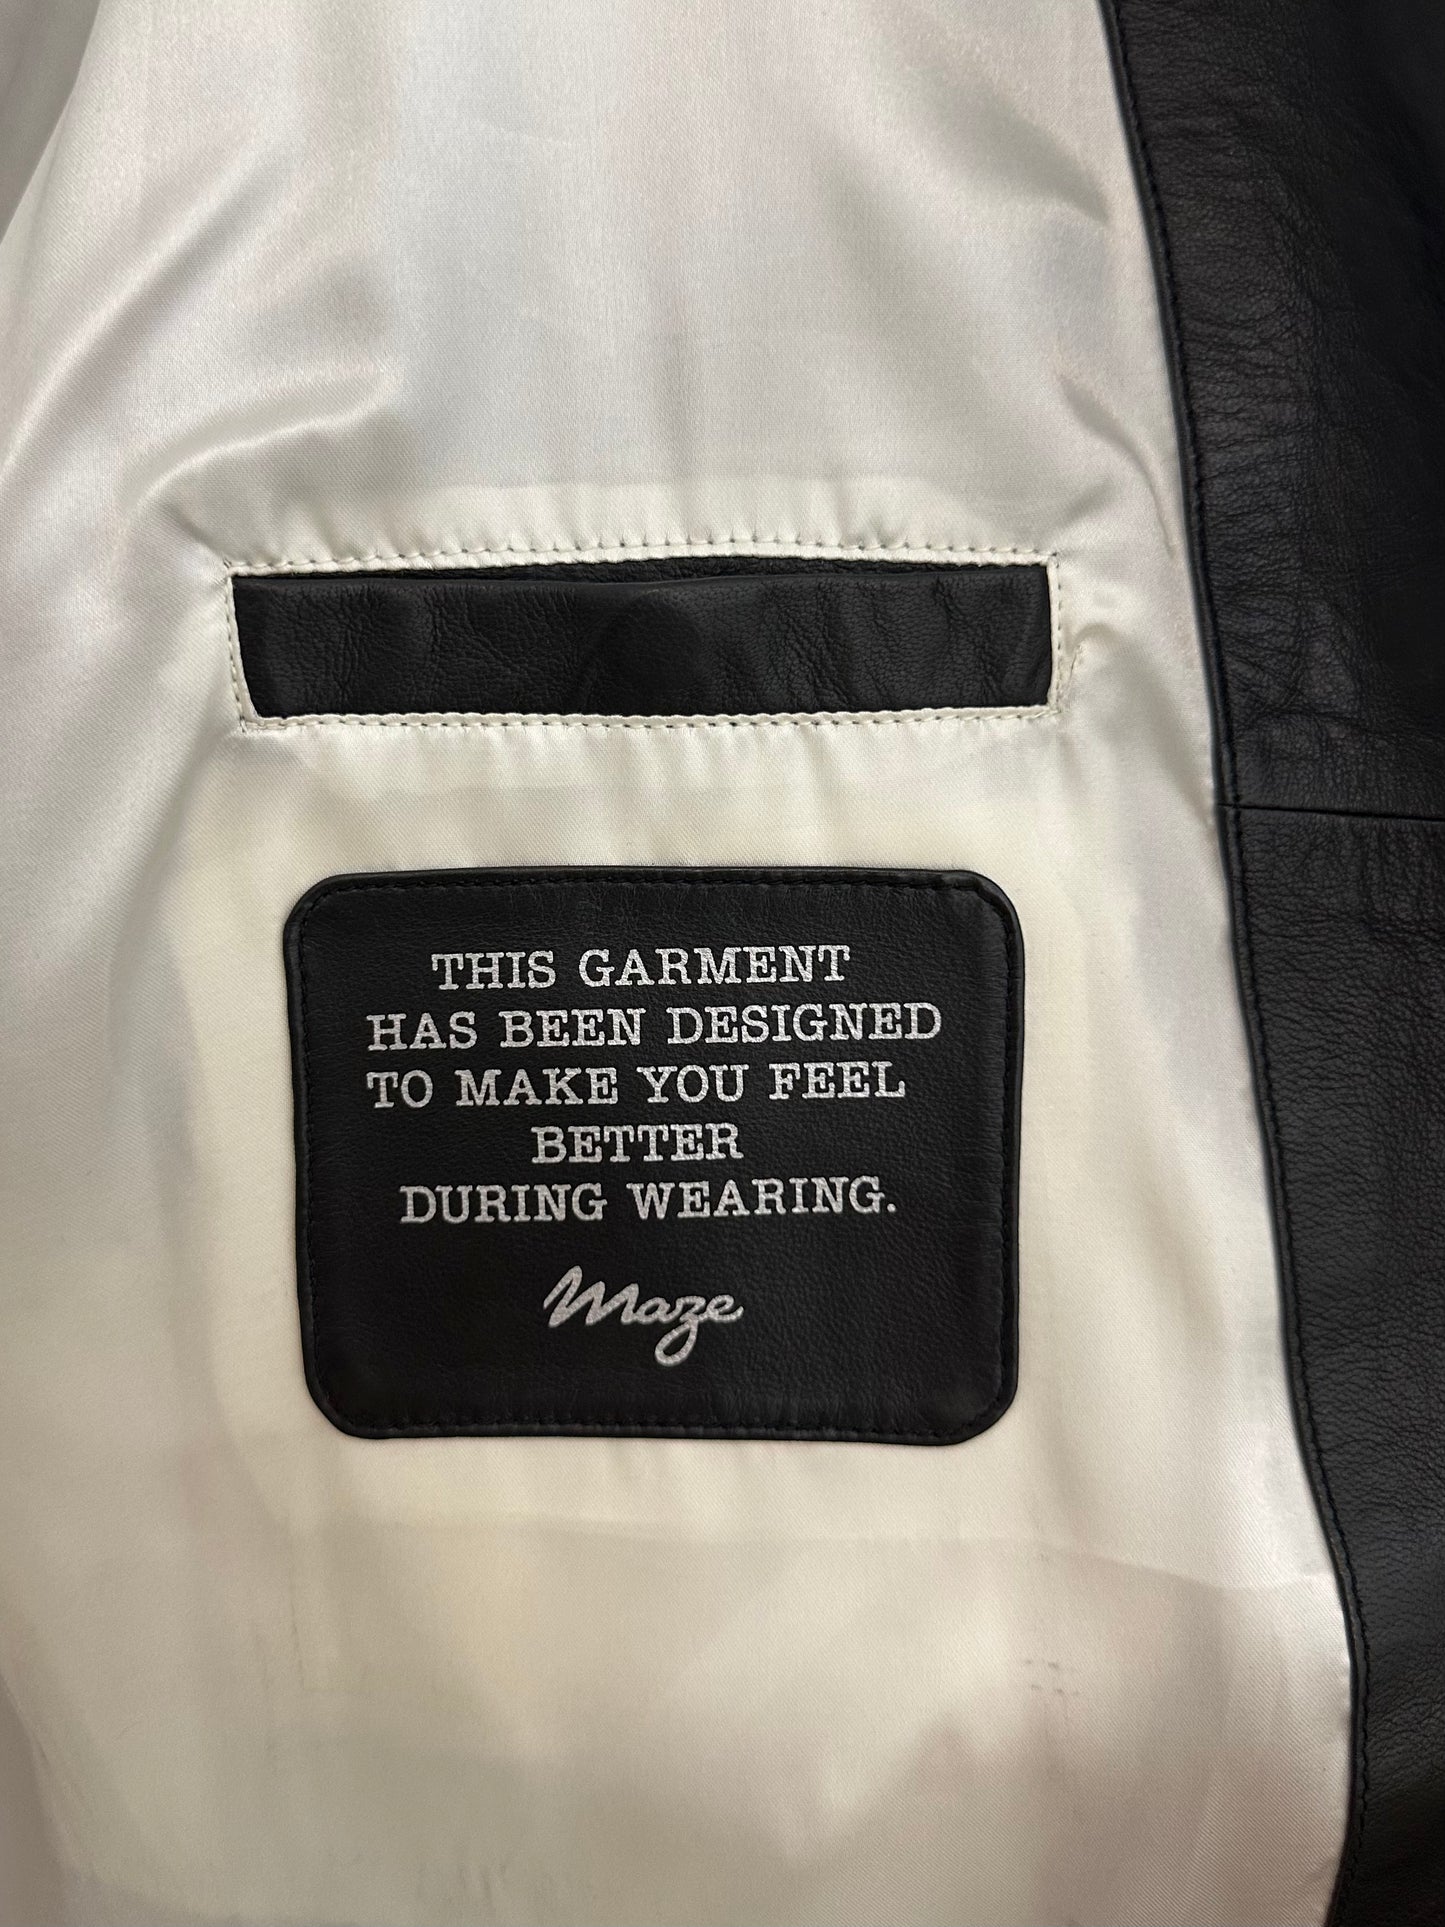 THIS GARMENT
HAS BEEN DESIGNED
TO MAKE YOU FEEL
BETTER
DURING WEARING.
Maze